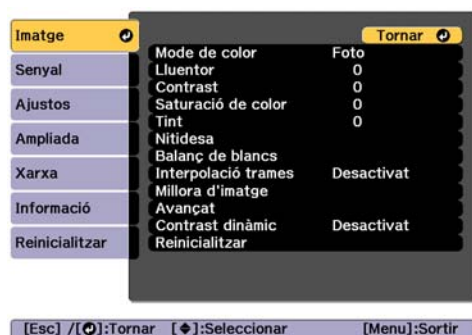 Imatge
Senyal
Ajustos
Ampliada
Xarxa
Informació
Reinicialitzar
Tornar
Mode de color Foto
Lluentor 0
Contrast 0
Saturació de color 0
Tint 0
Nitidesa
Balanç de blancs
Interpolació trames Desactivat
Millora d'imatge
Avançat
Contrast dinàmic Desactivat
Reinicialitzar
[Esc] /[]:Tornar []:Seleccionar [Menu]:Sortir